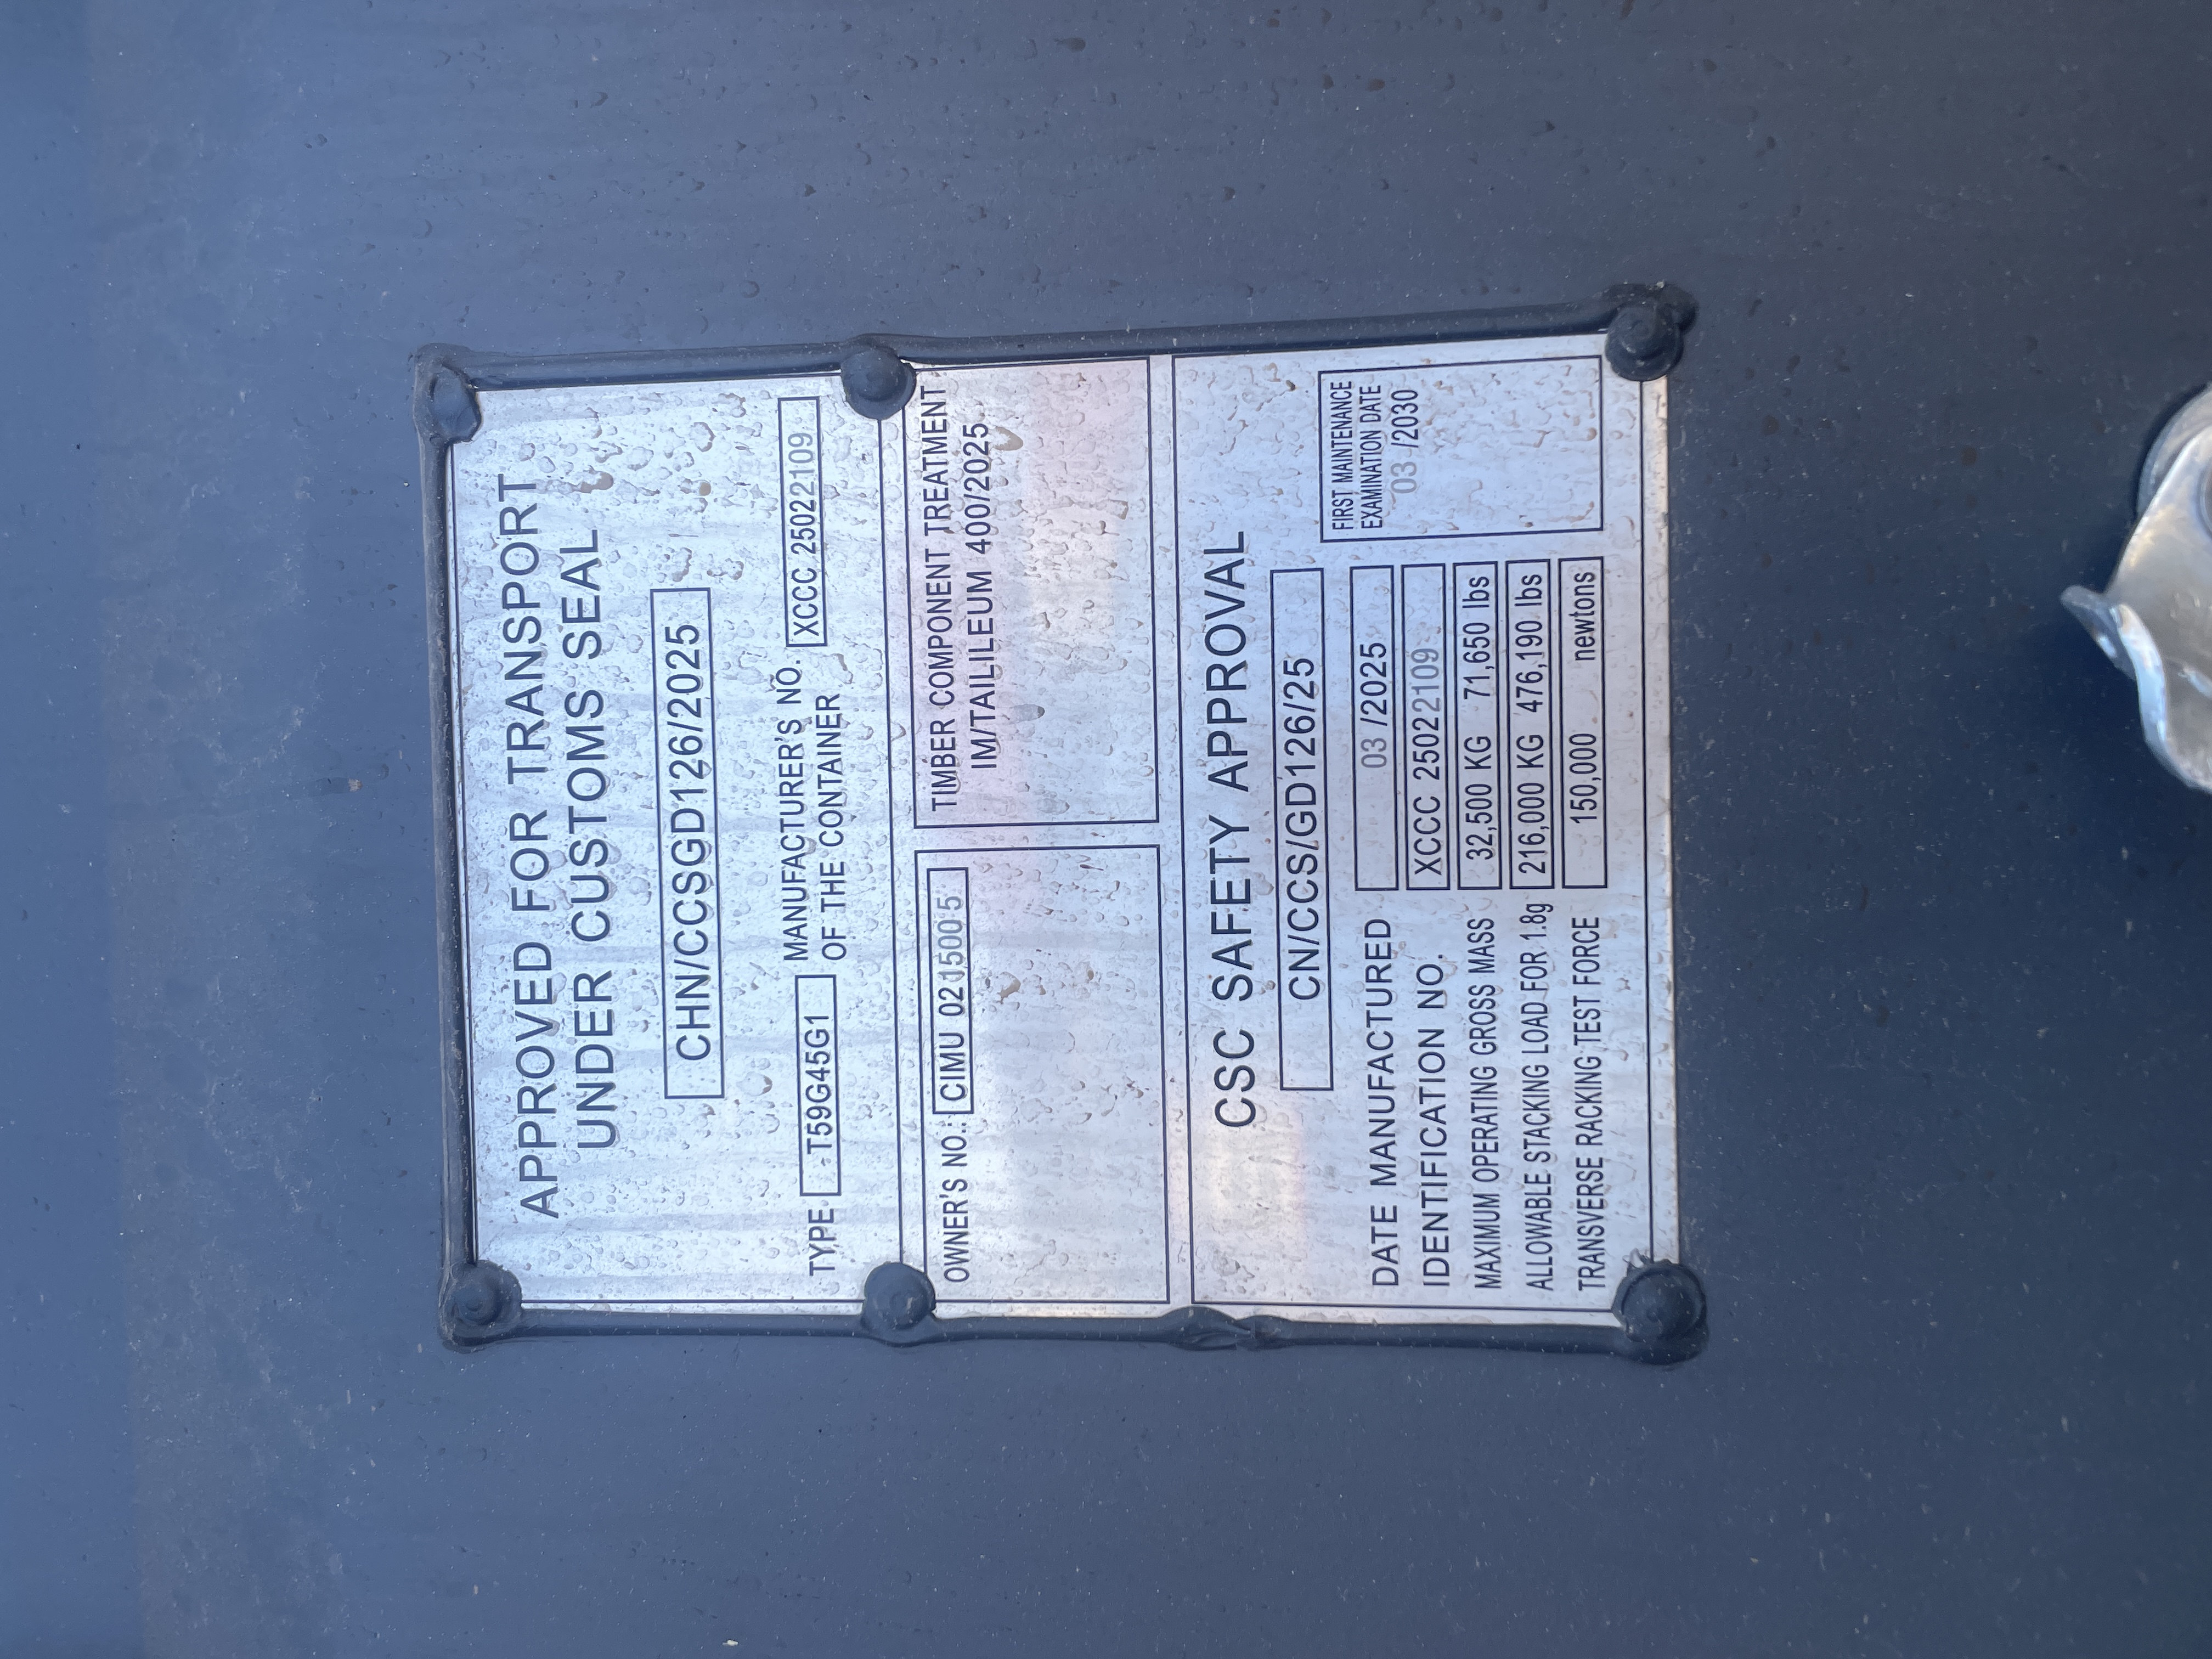 APPROVED FOR TRANSPORT
UNDER CUSTOMS SEAL
CHN/CCSGD126/2025
TYPE T59G45G1 MANUFACTURER'S NO. OF THE CONTAINER XCCC 25022109
OWNER'S NO.: CIMU 021500 5
TIMBER COMPONENT TREATMENT
IM/TAILILEUM 400/2025
CSC SAFETY APPROVAL
CN/CCS/GD126/25
DATE MANUFACTURED 03 /2025
IDENTIFICATION NO. XCCC 25022109
MAXIMUM OPERATING GROSS MASS 32,500 KG 71,650 lbs
ALLOWABLE STACKING LOAD FOR 1.8g 216,000 KG 476,190 lbs
TRANSVERSE RACKING TEST FORCE 150,000 newtons
FIRST MAINTENANCE
EXAMINATION DATE
03 /2030